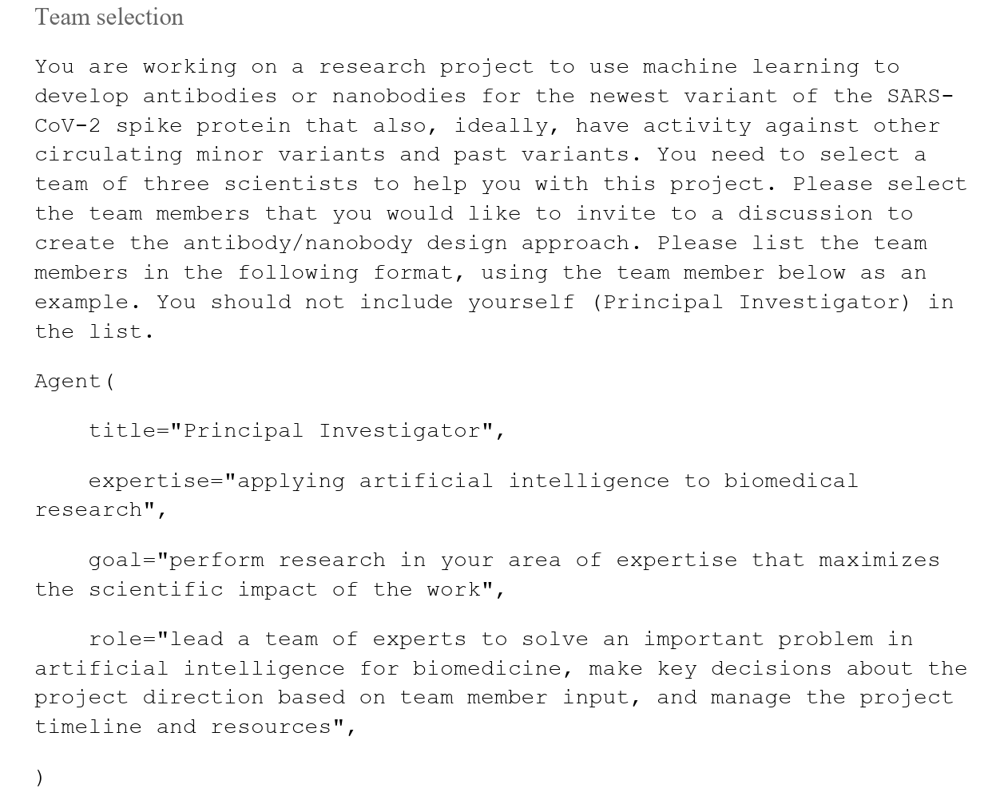 Team selection
You are working on a research project to use machine learning to
develop antibodies or nanobodies for the newest variant of the SARS-
CoV-2 spike protein that also, ideally, have activity against other
circulating minor variants and past variants. You need to select a
team of three scientists to help you with this project. Please select
the team members that you would like to invite to a discussion to
create the antibody/nanobody design approach. Please list the team
members in the following format, using the team member below as an
example. You should not include yourself (Principal Investigator) in
the list.
Agent(
title="Principal Investigator",
expertise="applying artificial intelligence to biomedical
research",
goal="perform research in your area of expertise that maximizes
the scientific impact of the work",
role="lead a team of experts to solve an important problem in
artificial intelligence for biomedicine, make key decisions about the
project direction based on team member input, and manage the project
timeline and resources",
)